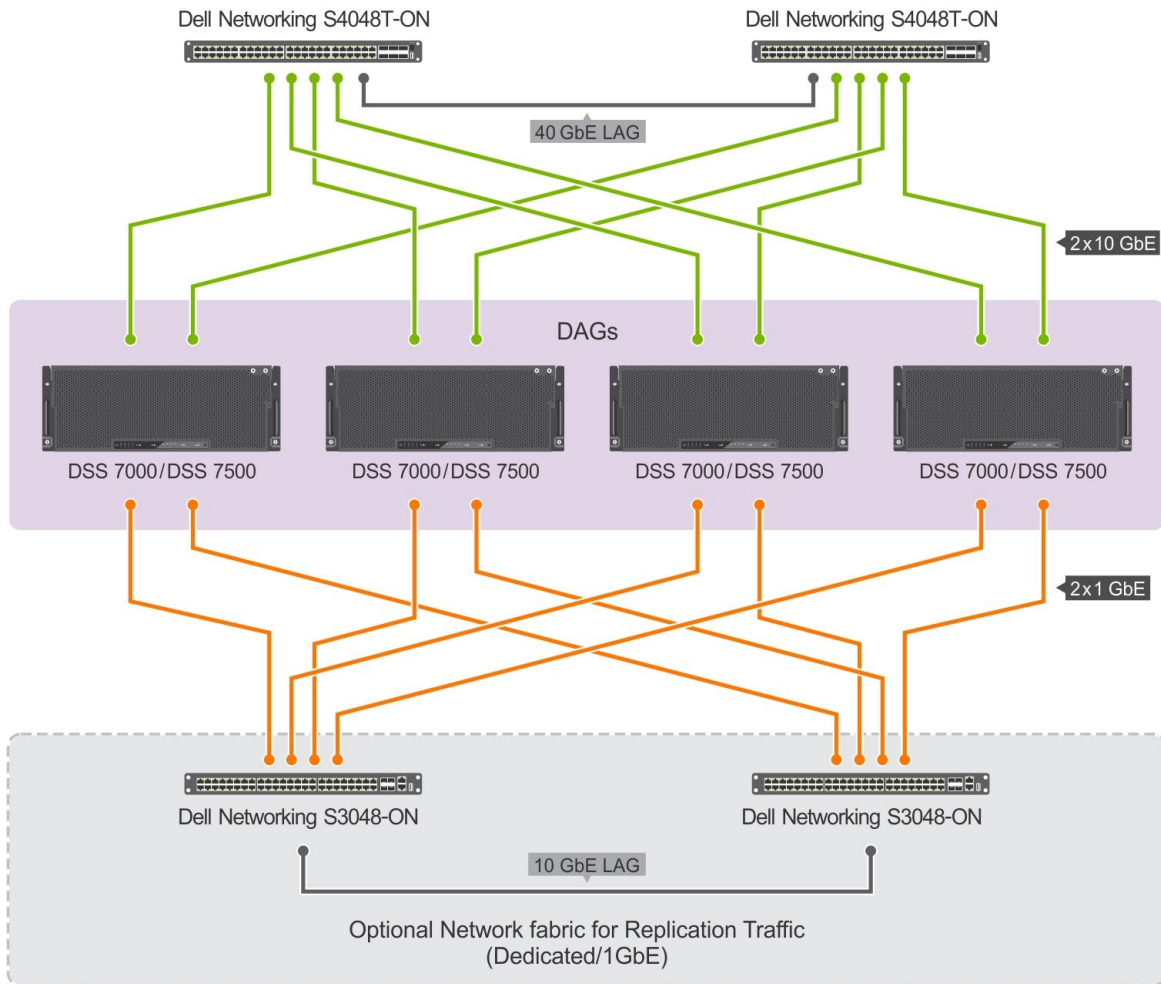 Dell Networking S4048T-ON
Dell Networking S4048T-ON
40 GbE LAG
2 x 10 GbE
DAGs
DSS 7000/DSS 7500
DSS 7000/DSS 7500
DSS 7000/DSS 7500
DSS 7000/DSS 7500
2 x 1 GbE
Dell Networking S3048-ON
Dell Networking S3048-ON
10 GbE LAG
Optional Network fabric for Replication Traffic
(Dedicated/1GbE)